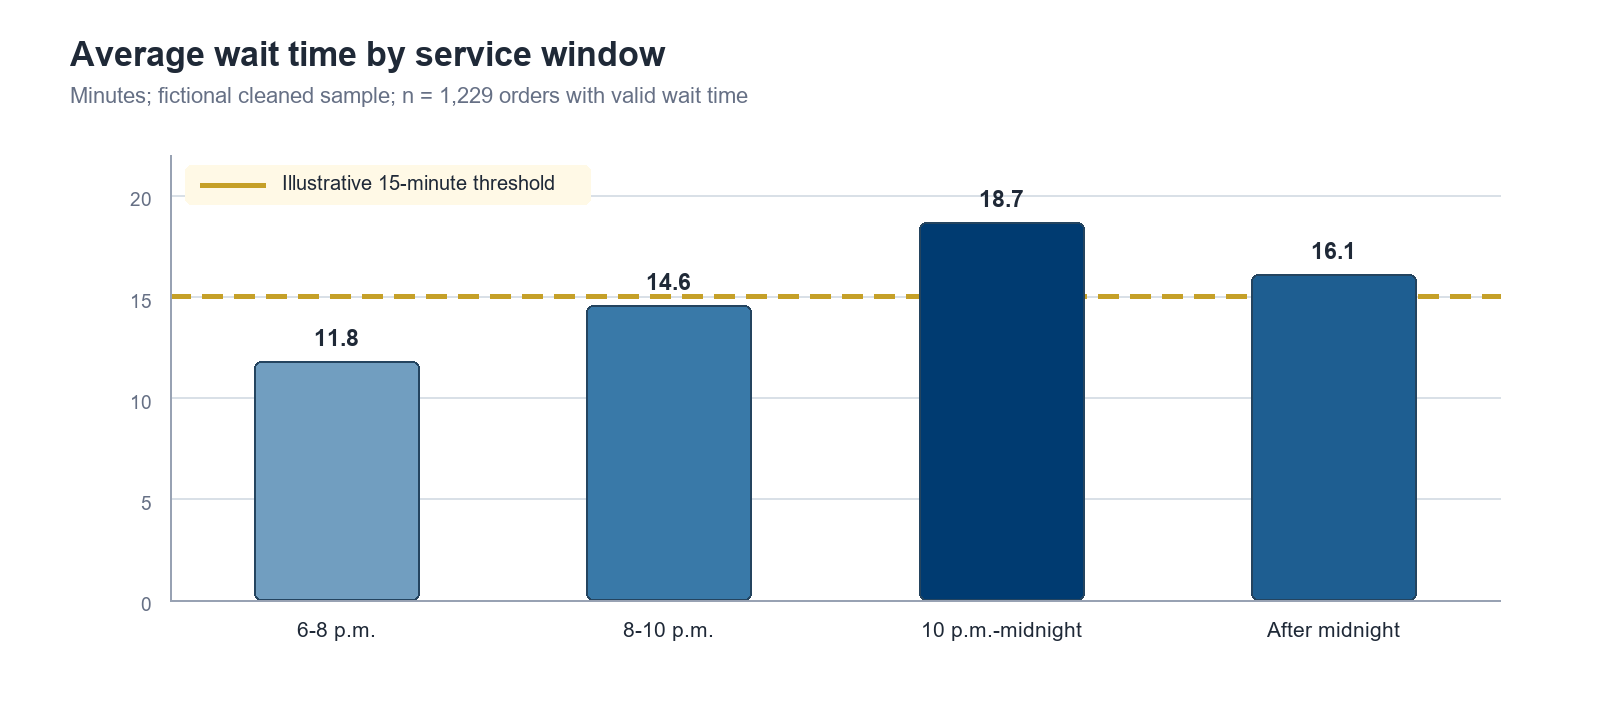 Average wait time by service window
Minutes; fictional cleaned sample; n = 1,229 orders with valid wait time
Illustrative 15-minute threshold
20
15
10
5
0
11.8
14.6
18.7
16.1
6-8 p.m.
8-10 p.m.
10 p.m.-midnight
After midnight